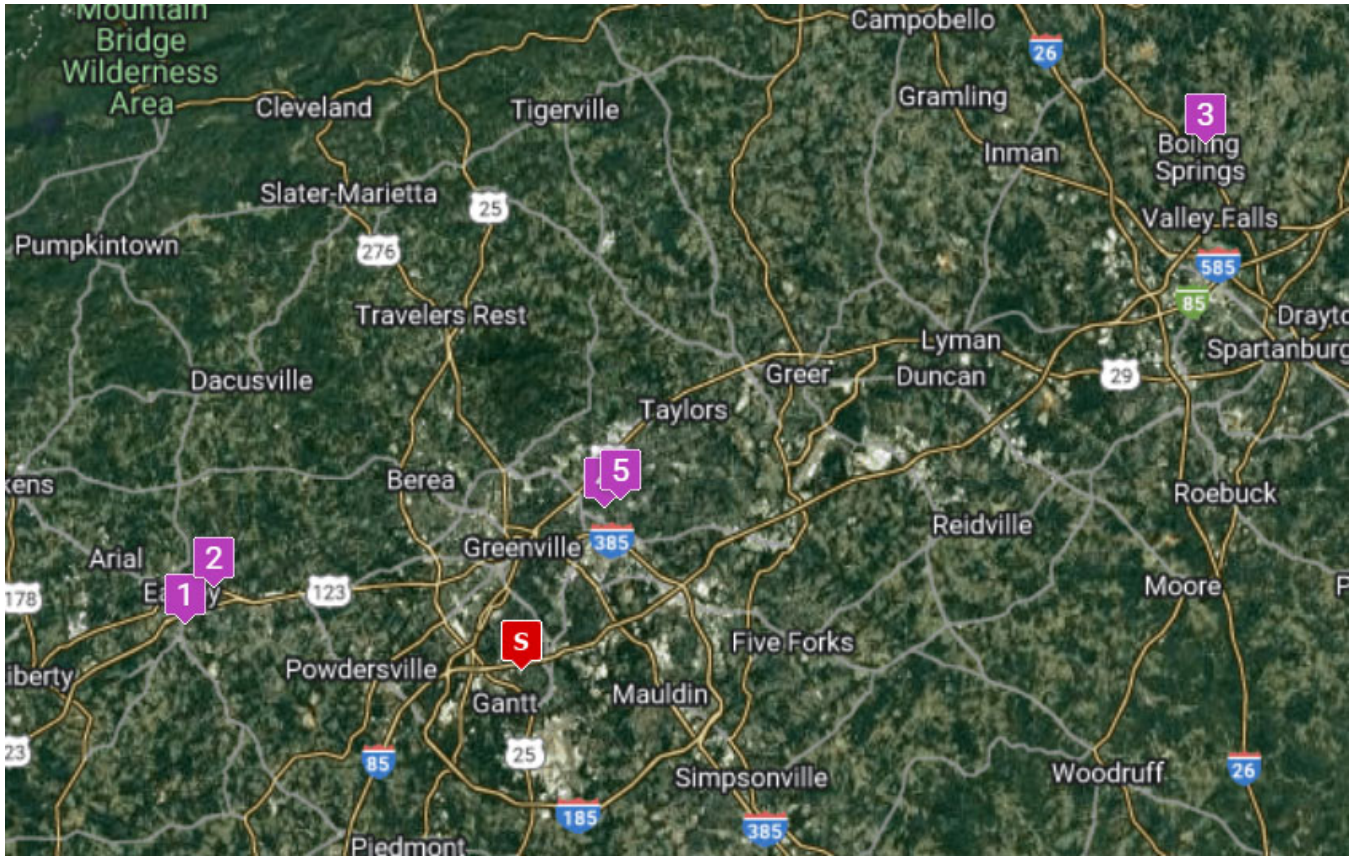 Mountain
Bridge
Wilderness
Area
Campobello
26
Cleveland
Tigerville
Gramling
3
Boiling
Springs
Inman
Slater-Marietta
25
Valley Falls
Pumpkintown
276
585
85
Travelers Rest
Lyman
Spartanburg
29
Greer
Duncan
Dacusville
Taylors
5
Berea
kens
Roebuck
Reidville
385
Greenville
Arial
2
1
123
178
Moore
P
S
Five Forks
Powdersville
iberty
Gantt
Mauldin
25
23
85
Simpsonville
Woodruff
26
185
385
Piedmont